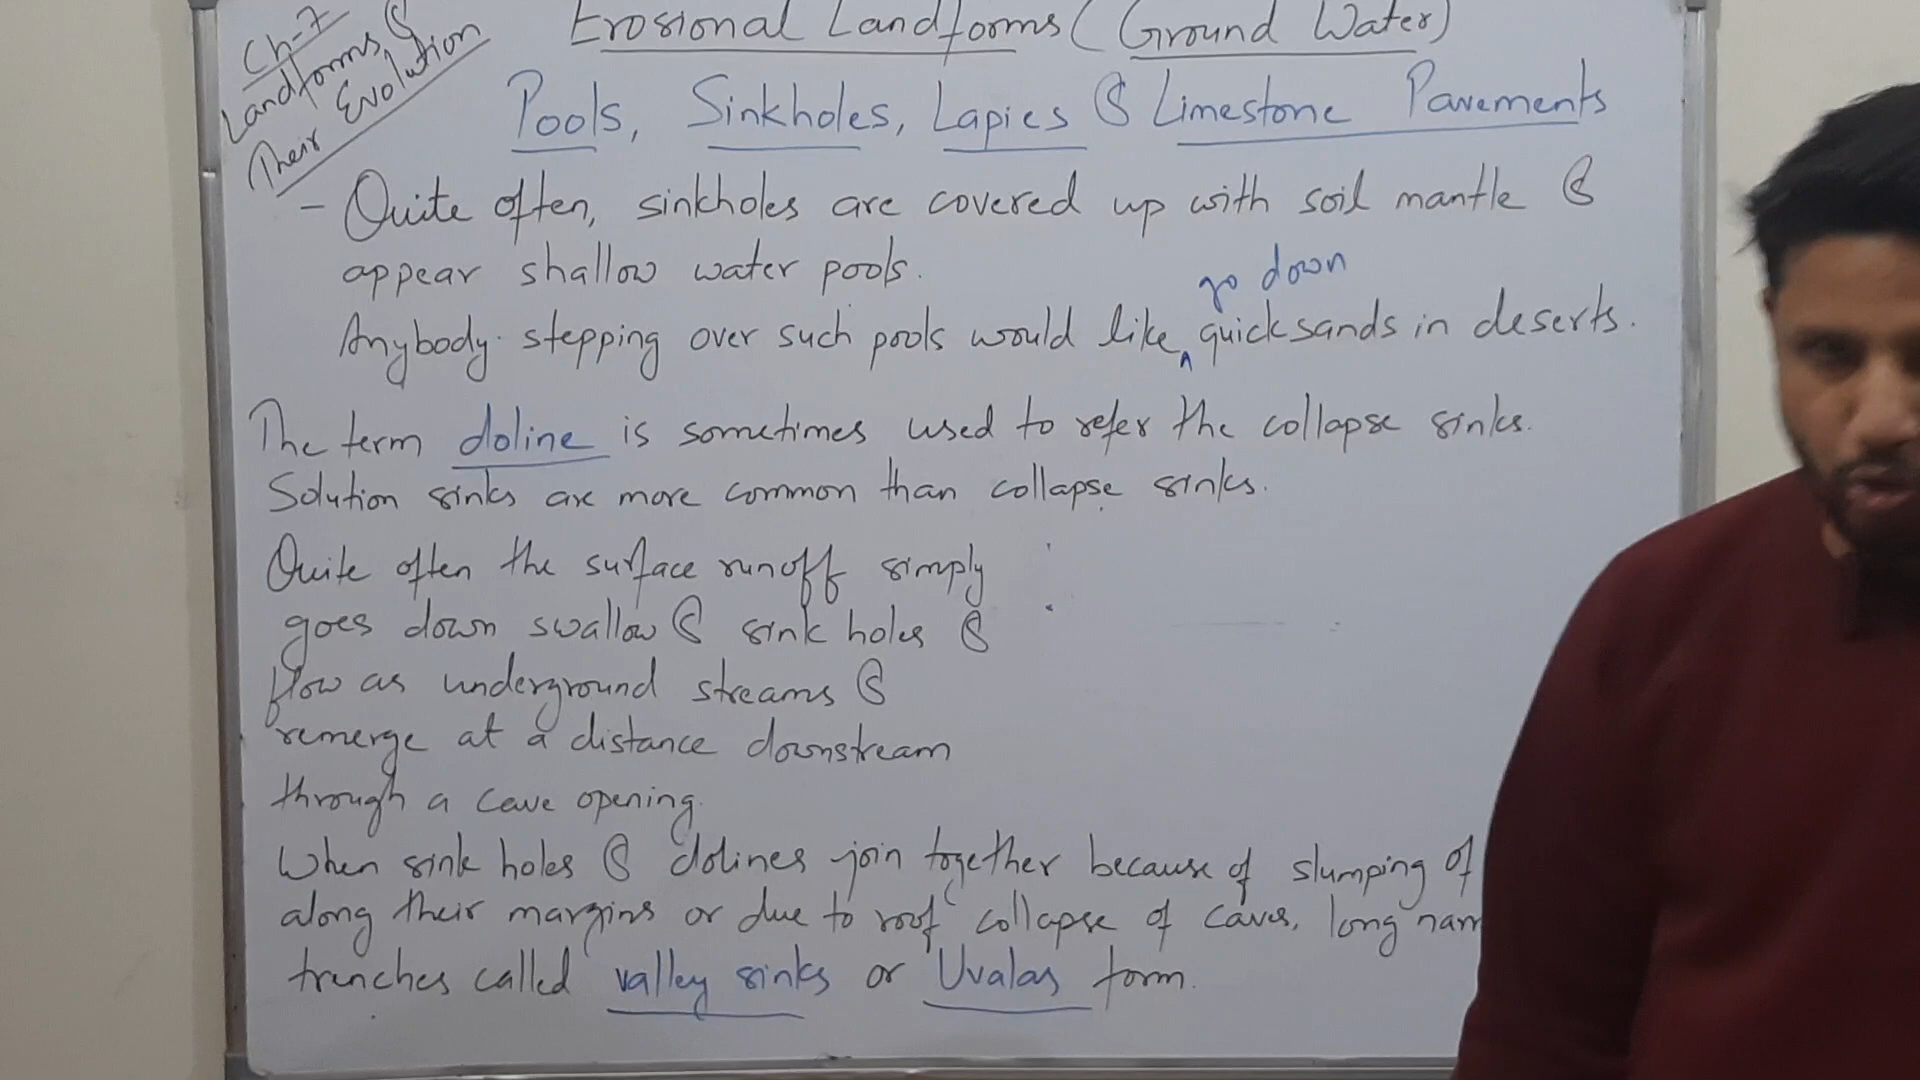 Ch-7
Landforms &
Their Evolution
Erosional Landforms (Ground Water)
Pools, Sinkholes, Lapies & Limestone Pavements
- Quite often, sinkholes are covered up with soil mantle &
appear shallow water pools.
go down
Anybody stepping over such pools would like ^ quicksands in deserts.
The term doline is sometimes used to refer the collapse sinks.
Solution sinks are more common than collapse sinks.
Quite often the surface runoff simply
goes down swallow & sink holes &
flow as underground streams &
remerge at a distance downstream
through a cave opening.
When sink holes & dolines join together because of slumping of
along their margins or due to roof collapse of caves, long
trenches called valley sinks or Uvalas form.